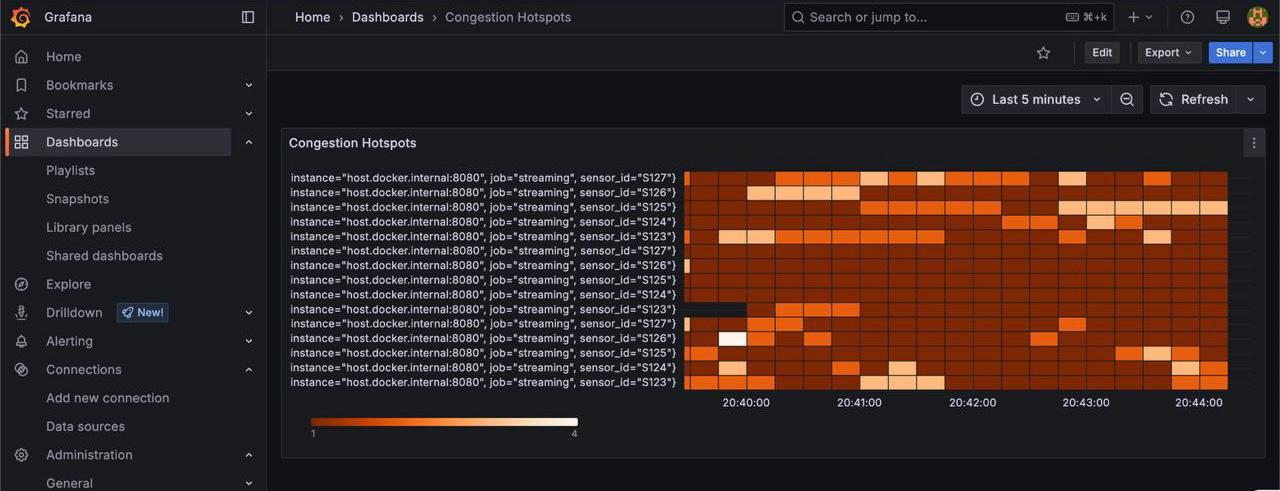 Grafana
Home › Dashboards › Congestion Hotspots
Search or jump to...
⌘+k
Home
Bookmarks
Starred
Dashboards
Playlists
Snapshots
Library panels
Shared dashboards
Explore
Drilldown
New!
Alerting
Connections
Add new connection
Data sources
Administration
General
Edit
Export
Share
Last 5 minutes
Refresh
Congestion Hotspots
instance="host.docker.internal:8080", job="streaming", sensor_id="S127"}
instance="host.docker.internal:8080", job="streaming", sensor_id="S126"}
instance="host.docker.internal:8080", job="streaming", sensor_id="S125"}
instance="host.docker.internal:8080", job="streaming", sensor_id="S124"}
instance="host.docker.internal:8080", job="streaming", sensor_id="S123"}
instance="host.docker.internal:8080", job="streaming", sensor_id="S127"}
instance="host.docker.internal:8080", job="streaming", sensor_id="S126"}
instance="host.docker.internal:8080", job="streaming", sensor_id="S125"}
instance="host.docker.internal:8080", job="streaming", sensor_id="S124"}
instance="host.docker.internal:8080", job="streaming", sensor_id="S123"}
instance="host.docker.internal:8080", job="streaming", sensor_id="S127"}
instance="host.docker.internal:8080", job="streaming", sensor_id="S126"}
instance="host.docker.internal:8080", job="streaming", sensor_id="S125"}
instance="host.docker.internal:8080", job="streaming", sensor_id="S124"}
instance="host.docker.internal:8080", job="streaming", sensor_id="S123"}
20:40:00 20:41:00 20:42:00 20:43:00 20:44:00
1 4